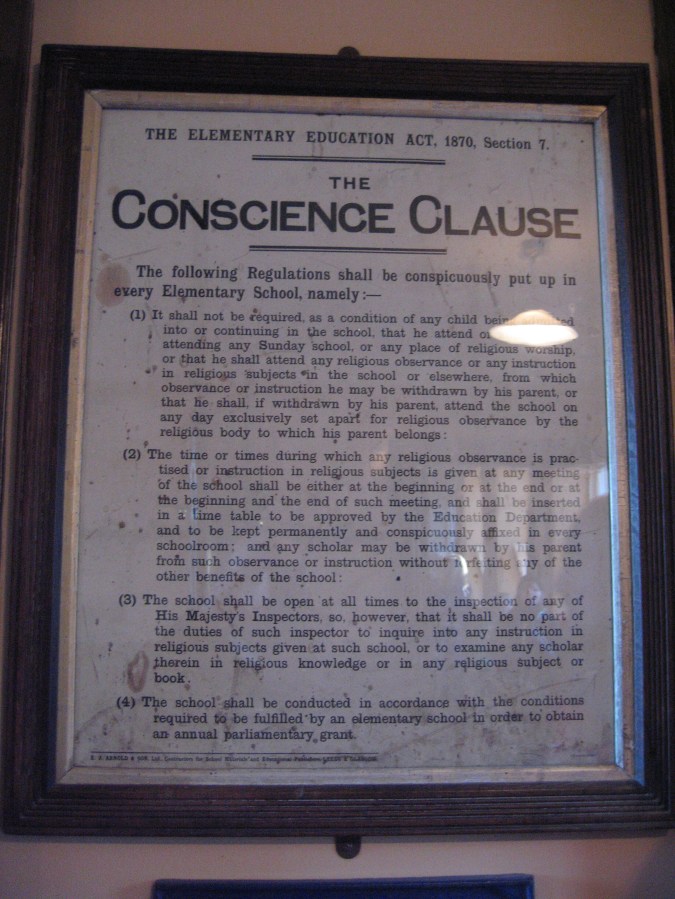 THE ELEMENTARY EDUCATION ACT, 1870, Section 7.
THE
CONSCIENCE CLAUSE
The following Regulations shall be conspicuously put up in
every Elementary School, namely:—
(1) It shall not be required, as a condition of any child being
into or continuing in the school, that he attend or
attending any Sunday school, or any place of religious worship,
or that he shall attend any religious observance or any instruction
in religious subjects in the school or elsewhere, from which
observance or instruction he may be withdrawn by his parent, or
that he shall, if withdrawn by his parent, attend the school on
any day exclusively set apart for religious observance by the
religious body to which his parent belongs:
(2) The time or times during which any religious observance is prac-
tised or instruction in religious subjects is given at any meeting
of the school shall be either at the beginning or at the end or at
the beginning and the end of such meeting, and shall be inserted
in a time table to be approved by the Education Department,
and to be kept permanently and conspicuously affixed in every
schoolroom; and any scholar may be withdrawn by his parent
from such observance or instruction without forfeiting any of the
other benefits of the school:
(3) The school shall be open at all times to the inspection of any of
His Majesty's Inspectors, so, however, that it shall be no part of
the duties of such inspector to inquire into any instruction in
religious subjects given at such school, or to examine any scholar
therein in religious knowledge or in any religious subject or
book.
(4) The school shall be conducted in accordance with the conditions
required to be fulfilled by an elementary school in order to obtain
an annual parliamentary grant.
E. J. ARNOLD & SON, Ltd., for School Materials and Educational Publishers, LEEDS & GLASGOW.